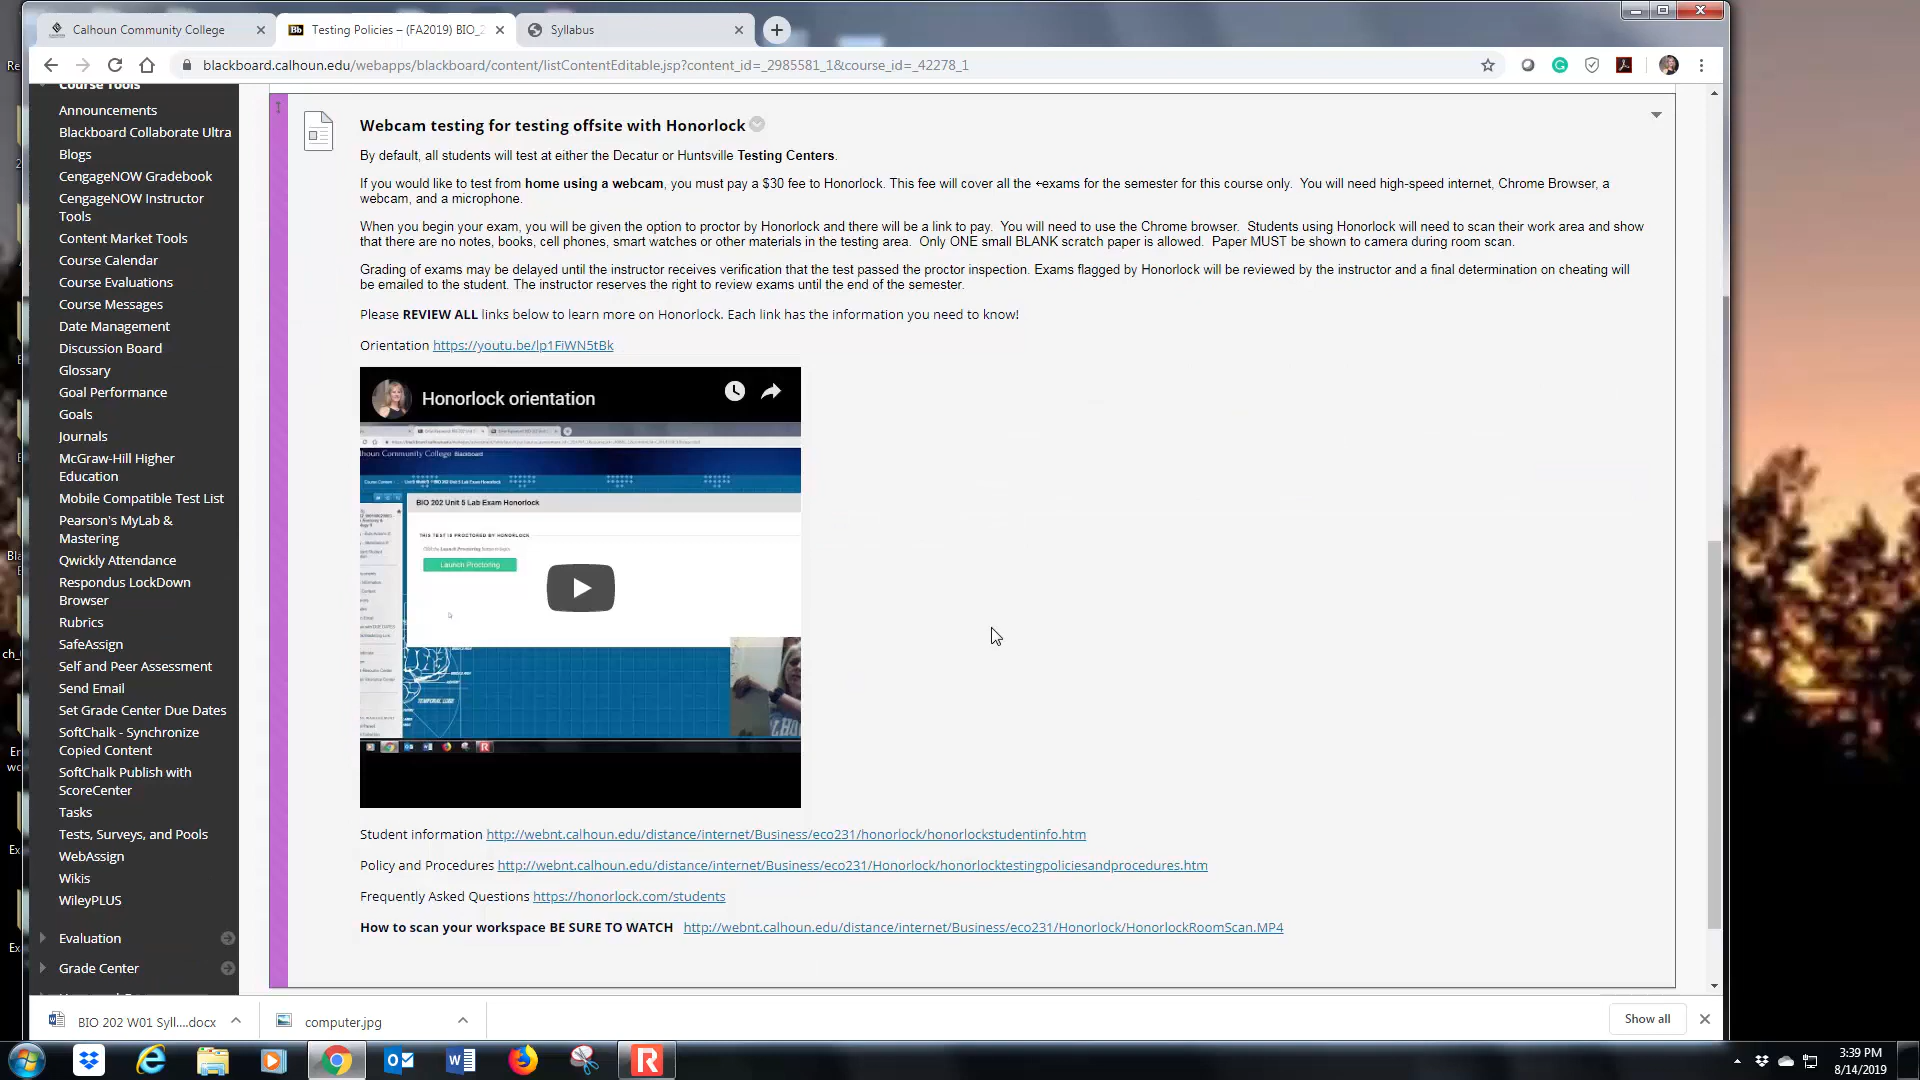 Calhoun Community College
Testing Policies – (FA2019) BIO_2
Syllabus
blackboard.calhoun.edu/webapps/blackboard/content/listContentEditable.jsp?content_id=_2985581_1&course_id=_42278_1
Course Tools
Announcements
Blackboard Collaborate Ultra
Blogs
CengageNOW Gradebook
CengageNOW Instructor
Tools
Content Market Tools
Course Calendar
Course Evaluations
Course Messages
Date Management
Discussion Board
Glossary
Goal Performance
Goals
Journals
McGraw-Hill Higher
Education
Mobile Compatible Test List
Pearson's MyLab &
Mastering
Qwickly Attendance
Respondus LockDown
Browser
Rubrics
SafeAssign
Self and Peer Assessment
Send Email
Set Grade Center Due Dates
SoftChalk - Synchronize
Copied Content
SoftChalk Publish with
ScoreCenter
Tasks
Tests, Surveys, and Pools
WebAssign
Wikis
WileyPLUS
Evaluation
Grade Center
Webcam testing for testing offsite with Honorlock
By default, all students will test at either the Decatur or Huntsville Testing Centers.
If you would like to test from home using a webcam, you must pay a $30 fee to Honorlock. This fee will cover all the exams for the semester for this course only. You will need high-speed internet, Chrome Browser, a
webcam, and a microphone.
When you begin your exam, you will be given the option to proctor by Honorlock and there will be a link to pay. You will need to use the Chrome browser. Students using Honorlock will need to scan their work area and show
that there are no notes, books, cell phones, smart watches or other materials in the testing area. Only ONE small BLANK scratch paper is allowed. Paper MUST be shown to camera during room scan.
Grading of exams may be delayed until the instructor receives verification that the test passed the proctor inspection. Exams flagged by Honorlock will be reviewed by the instructor and a final determination on cheating will
be emailed to the student. The instructor reserves the right to review exams until the end of the semester.
Please REVIEW ALL links below to learn more on Honorlock. Each link has the information you need to know!
Orientation https://youtu.be/lp1FiWN5tBk
Honorlock orientation
lhoun Community College Blackboard
BIO 202 Unit 5 Lab Exam Honorlock
THIS TEST IS PROCTORED BY HONORLOCK
Launch Proctoring
TEMPORAL LOBE
Student information http://webnt.calhoun.edu/distance/internet/Business/eco231/honorlock/honorlockstudentinfo.htm
Policy and Procedures http://webnt.calhoun.edu/distance/internet/Business/eco231/Honorlock/honorlocktestingpoliciesandprocedures.htm
Frequently Asked Questions https://honorlock.com/students
How to scan your workspace BE SURE TO WATCH http://webnt.calhoun.edu/distance/internet/Business/eco231/Honorlock/HonorlockRoomScan.MP4
BIO 202 W01 Syll....docx
computer.jpg
Show all
3:39 PM
8/14/2019